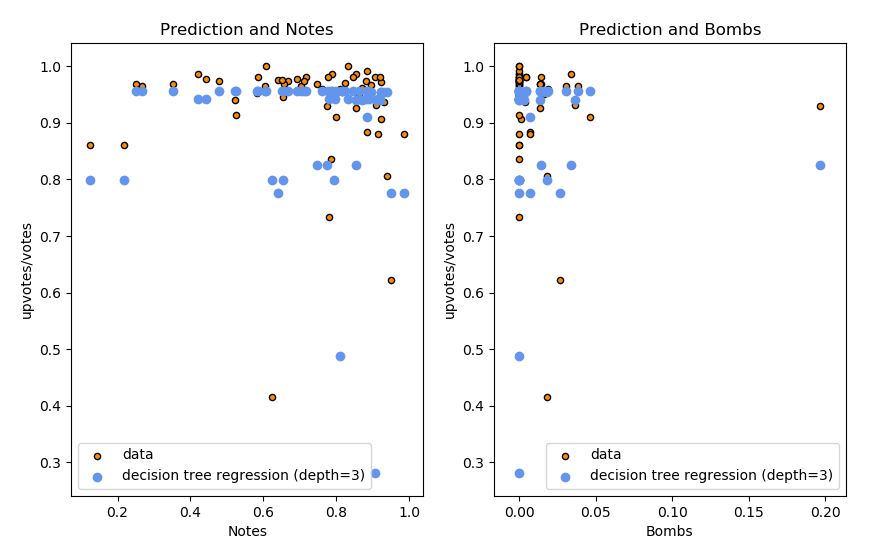 Prediction and Notes
upvotes/votes
1.0
0.9
0.8
0.7
0.6
0.5
0.4
0.3
data
decision tree regression (depth=3)
0.2 0.4 0.6 0.8 1.0
Notes
Prediction and Bombs
upvotes/votes
1.0
0.9
0.8
0.7
0.6
0.5
0.4
0.3
data
decision tree regression (depth=3)
0.00 0.05 0.10 0.15 0.20
Bombs